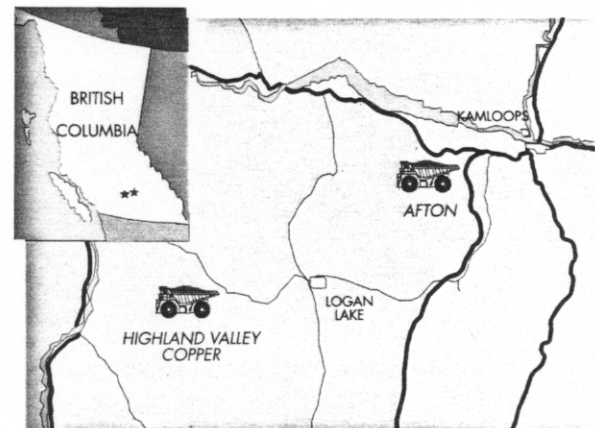 BRITISH
COLUMBIA
KAMLOOPS
AFTON
LOGAN
LAKE
HIGHLAND VALLEY
COPPER